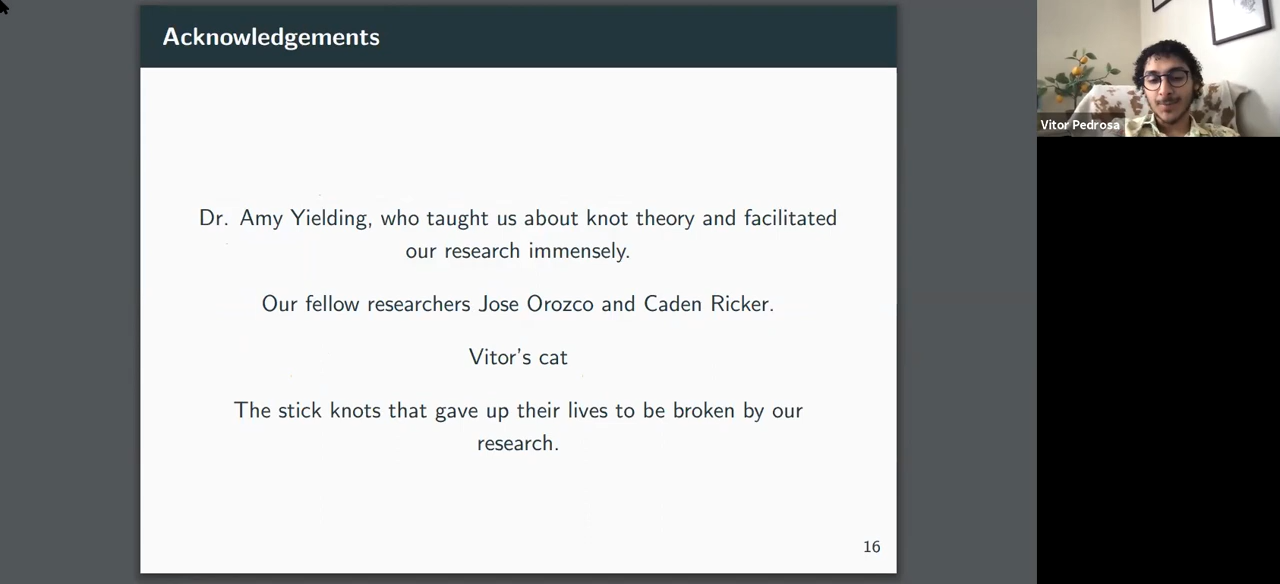 Acknowledgements
Dr. Amy Yielding, who taught us about knot theory and facilitated
our research immensely.
Our fellow researchers Jose Orozco and Caden Ricker.
Vitor's cat
The stick knots that gave up their lives to be broken by our
research.
16
Vitor Pedrosa